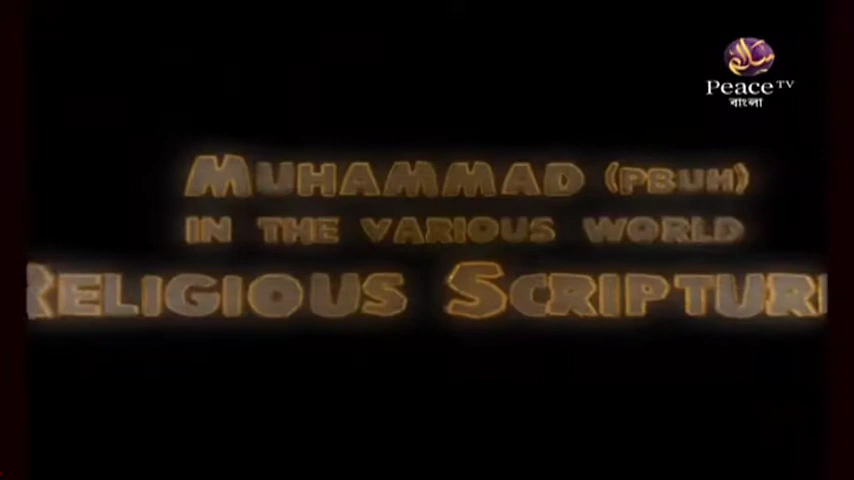 Peace TV
বাংলা
MUHAMMAD (PBUH)
IN THE VARIOUS WORLD
RELIGIOUS SCRIPTUR